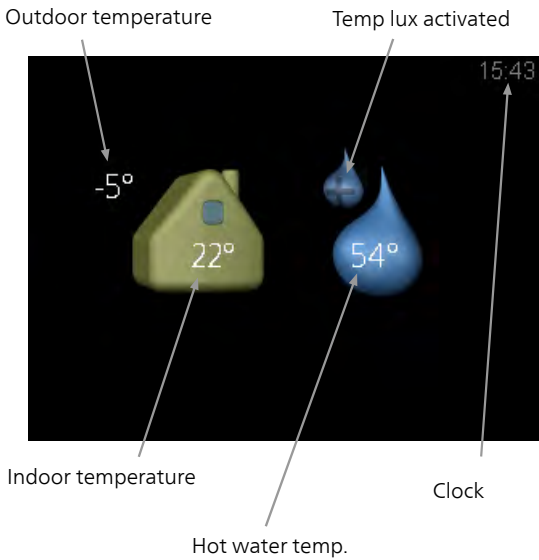 Outdoor temperature
Temp lux activated
15:43
-5°
22°
54°
Indoor temperature
Clock
Hot water temp.